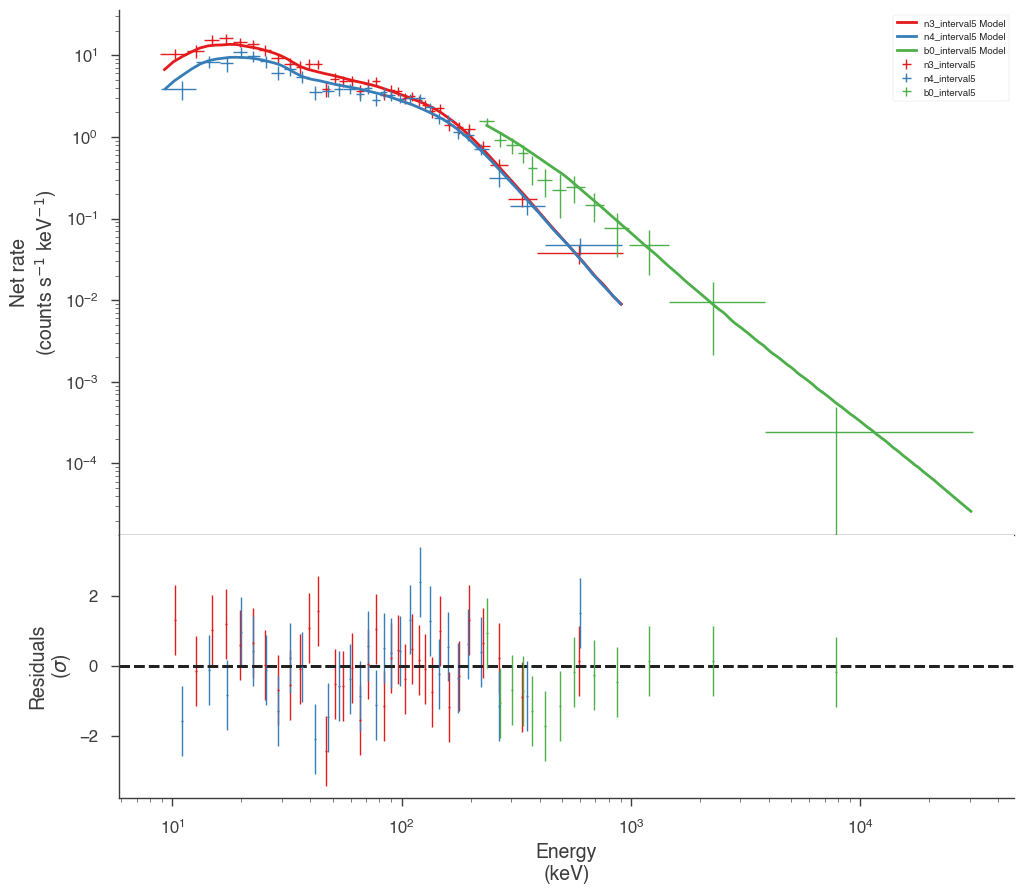 n3_interval5 Model
n4_interval5 Model
b0_interval5 Model
n3_interval5
n4_interval5
b0_interval5
Net rate
(counts s⁻¹ keV⁻¹)
10¹
10⁰
10⁻¹
10⁻²
10⁻³
10⁻⁴
Residuals
(σ)
2
0
−2
10¹
10²
10³
10⁴
Energy
(keV)